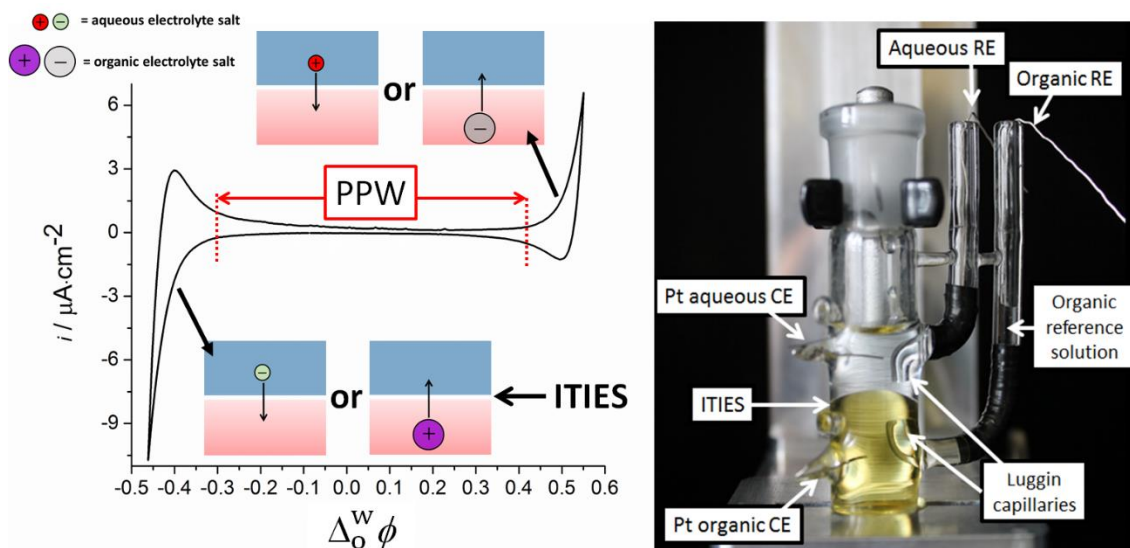 + - = aqueous electrolyte salt
+ - = organic electrolyte salt
6
3
0
-3
-6
-9
i / μA·cm⁻²
+
or
−
PPW
−
or
+
ITIES
-0.5 -0.4 -0.3 -0.2 -0.1 0.0 0.1 0.2 0.3 0.4 0.5 0.6
Δ_o^w ϕ
Aqueous RE
Organic RE
Pt aqueous CE
Organic
reference
solution
ITIES
Luggin
capillaries
Pt organic CE